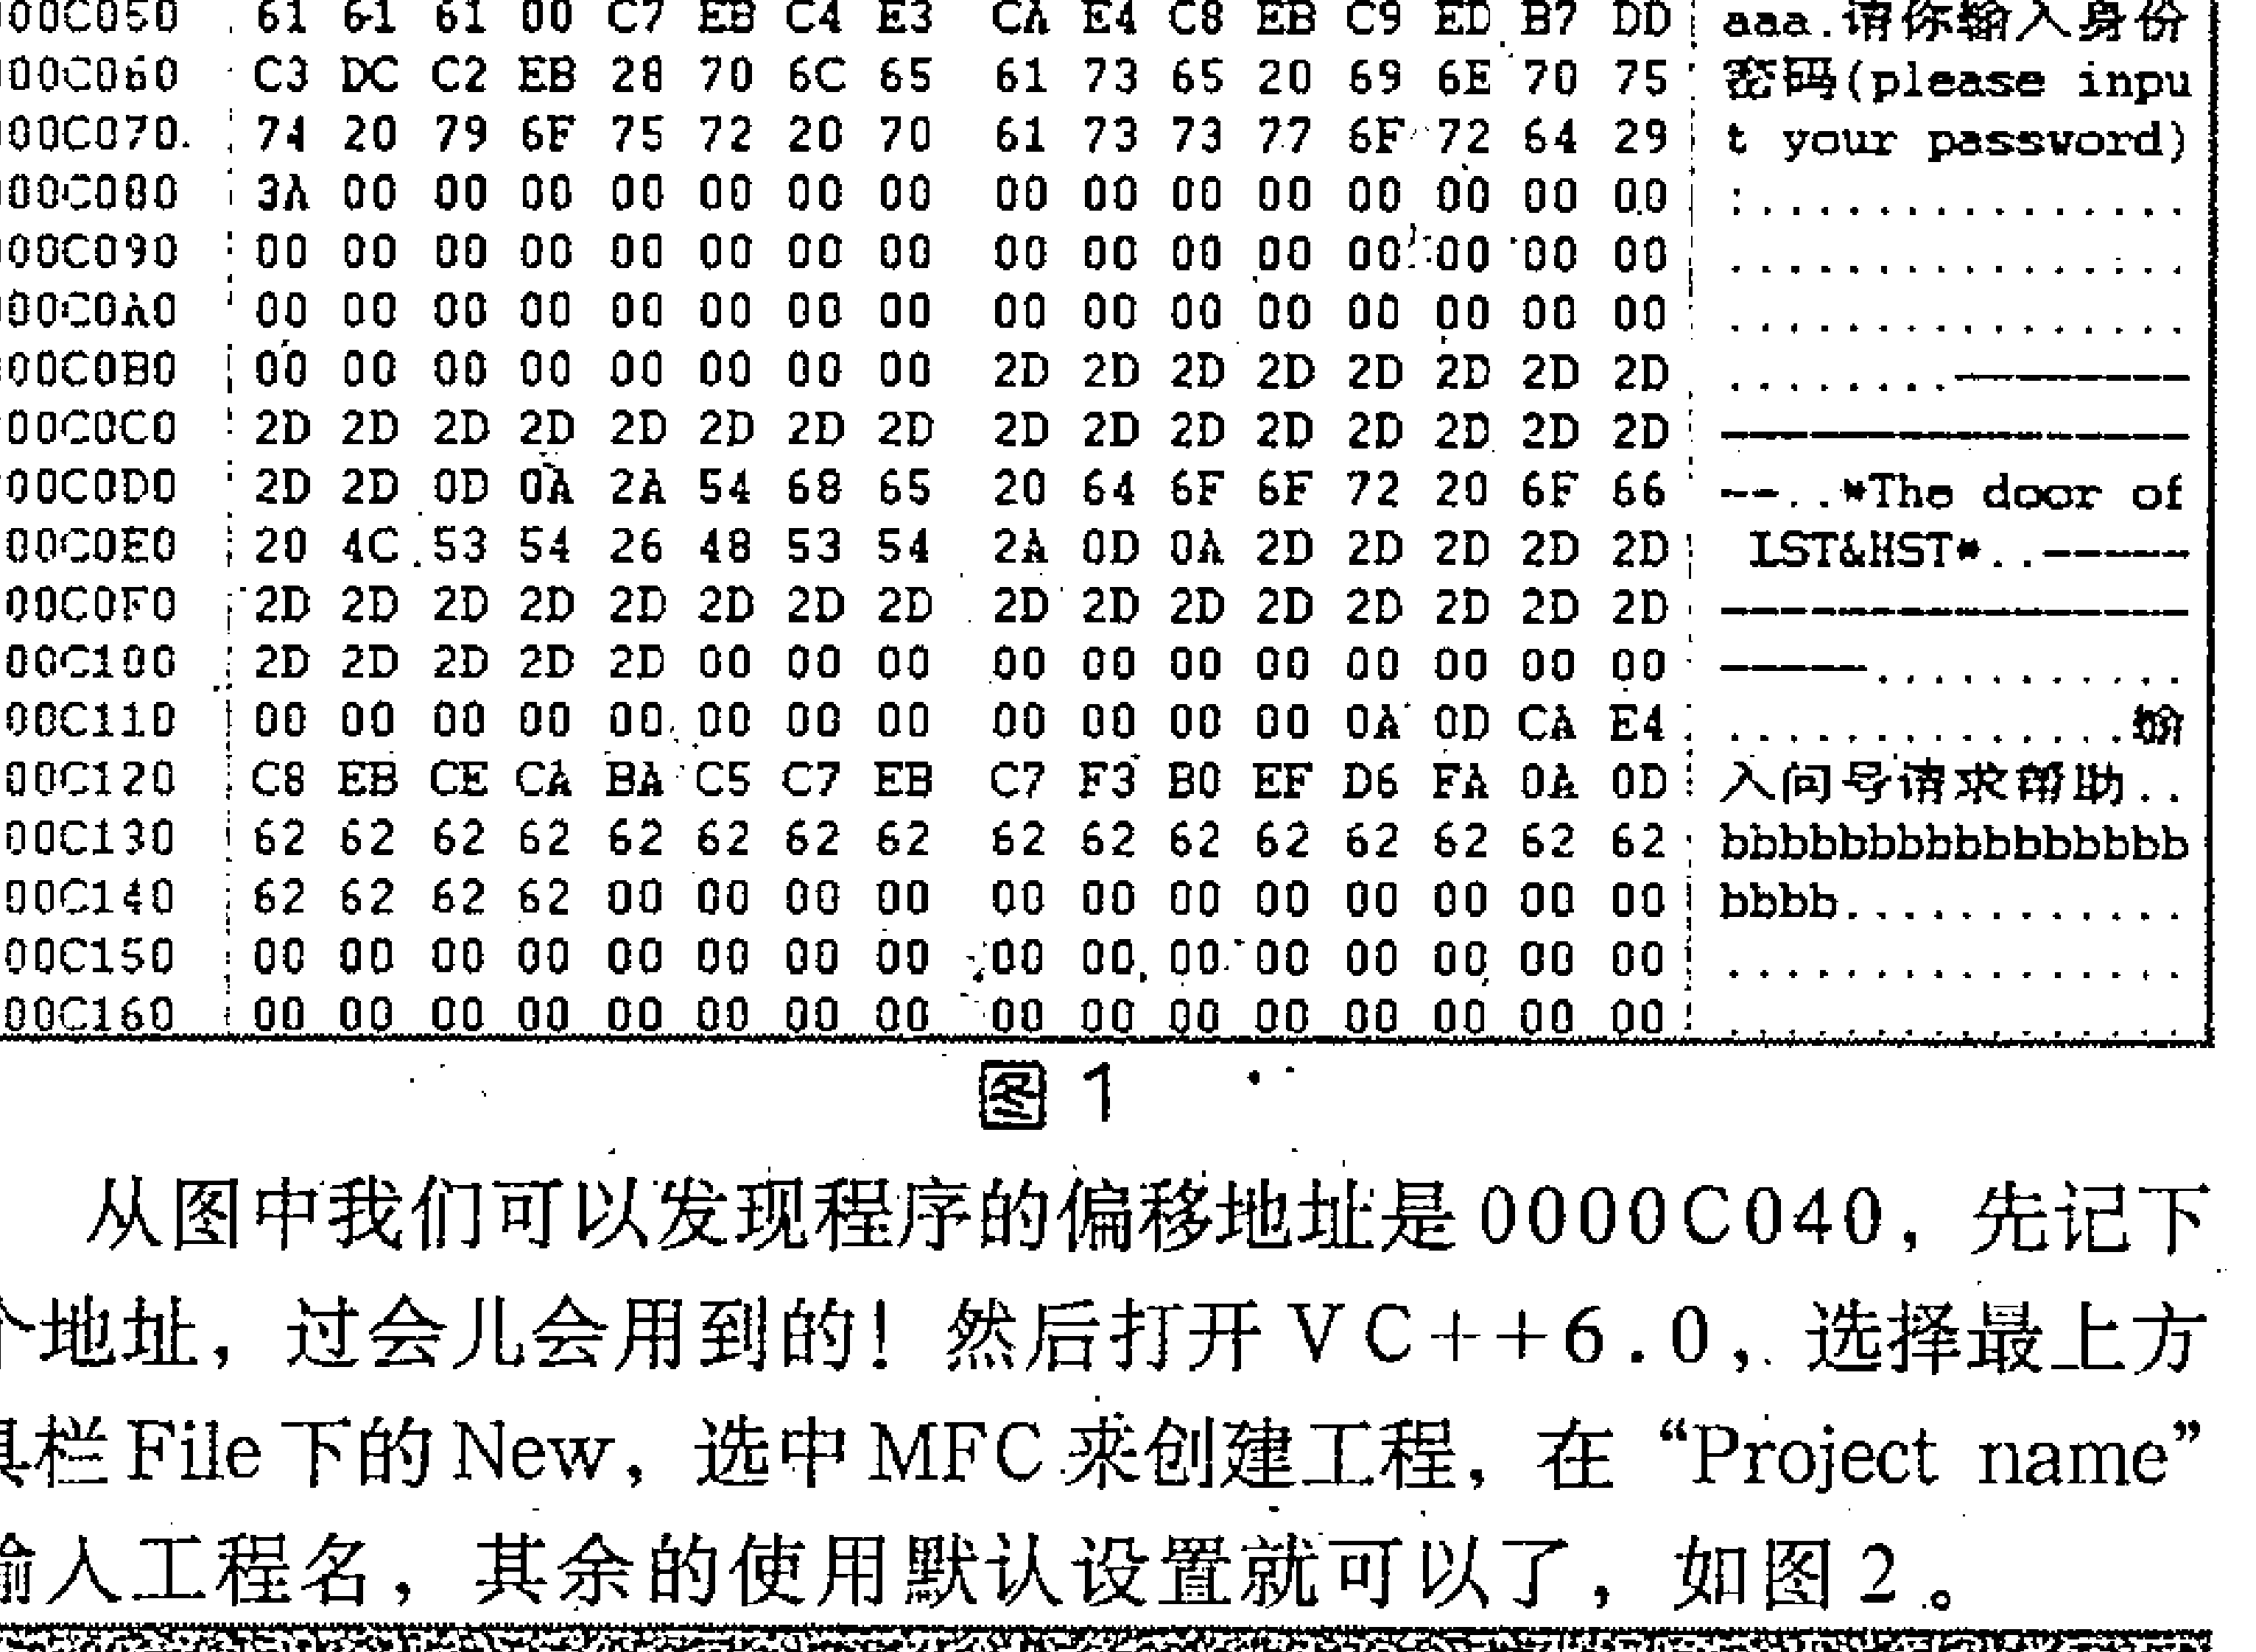 00C050 61 61 61 00 C7 EB C4 E3 CA E4 C8 EB C9 ED B7 DD aaa.请你输入身份
00C060 C3 DC C2 EB 28 70 6C 65 61 73 65 20 69 6E 70 75 密码(please inpu
00C070 74 20 79 6F 75 72 20 70 61 73 73 77 6F 72 64 29 t your password)
00C080 3A 00 00 00 00 00 00 00 00 00 00 00 00 00 00 00 :...............
00C090 00 00 00 00 00 00 00 00 00 00 00 00 00 00 00 00 ................
00C0A0 00 00 00 00 00 00 00 00 00 00 00 00 00 00 00 00 ................
00C0B0 00 00 00 00 00 00 00 00 2D 2D 2D 2D 2D 2D 2D 2D ........--------
00C0C0 2D 2D 2D 2D 2D 2D 2D 2D 2D 2D 2D 2D 2D 2D 2D 2D ----------------
00C0D0 2D 2D 0D 0A 2A 54 68 65 20 64 6F 6F 72 20 6F 66 --..*The door of
00C0E0 20 4C 53 54 26 48 53 54 2A 0D 0A 2D 2D 2D 2D 2D LST&HST*..-----
00C0F0 2D 2D 2D 2D 2D 2D 2D 2D 2D 2D 2D 2D 2D 2D 2D 2D ----------------
00C100 2D 2D 2D 2D 2D 00 00 00 00 00 00 00 00 00 00 00 -----...........
00C110 00 00 00 00 00 00 00 00 00 00 00 00 0A 0D CA E4 ..............输
00C120 C8 EB CE CA BA C5 C7 EB C7 F3 B0 EF D6 FA 0A 0D 入问号请求帮助..
00C130 62 62 62 62 62 62 62 62 62 62 62 62 62 62 62 62 bbbbbbbbbbbbbbbb
00C140 62 62 62 62 00 00 00 00 00 00 00 00 00 00 00 00 bbbb............
00C150 00 00 00 00 00 00 00 00 00 00 00 00 00 00 00 00 ................
00C160 00 00 00 00 00 00 00 00 00 00 00 00 00 00 00 00 ................
图 1
从图中我们可以发现程序的偏移地址是0000C040，先记下
个地址，过会儿会用到的！然后打开VC++6.0，选择最上方
具栏File下的New，选中MFC来创建工程，在“Project name”
输入工程名，其余的使用默认设置就可以了，如图2。